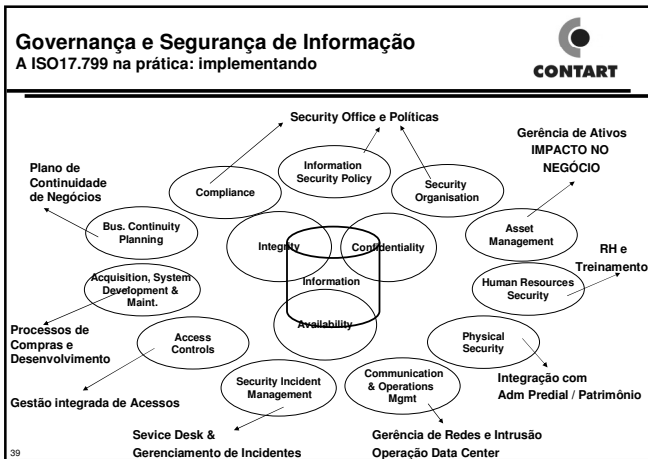 Governança e Segurança de Informação
A ISO17.799 na prática: implementando
CONTART
Security Office e Políticas
Gerência de Ativos
IMPACTO NO
NEGÓCIO
Plano de
Continuidade
de Negócios
Compliance
Information
Security Policy
Security
Organisation
Bus. Continuity
Planning
Integrity
Confidentiality
Asset
Management
RH e
Treinamento
Acquisition, System
Development &
Maint.
Information
Human Resources
Security
Availability
Processos de
Compras e
Desenvolvimento
Access
Controls
Physical
Security
Security Incident
Management
Communication
& Operations
Mgmt
Integração com
Adm Predial / Patrimônio
Gestão integrada de Acessos
Sevice Desk &
Gerenciamento de Incidentes
Gerência de Redes e Intrusão
Operação Data Center
39